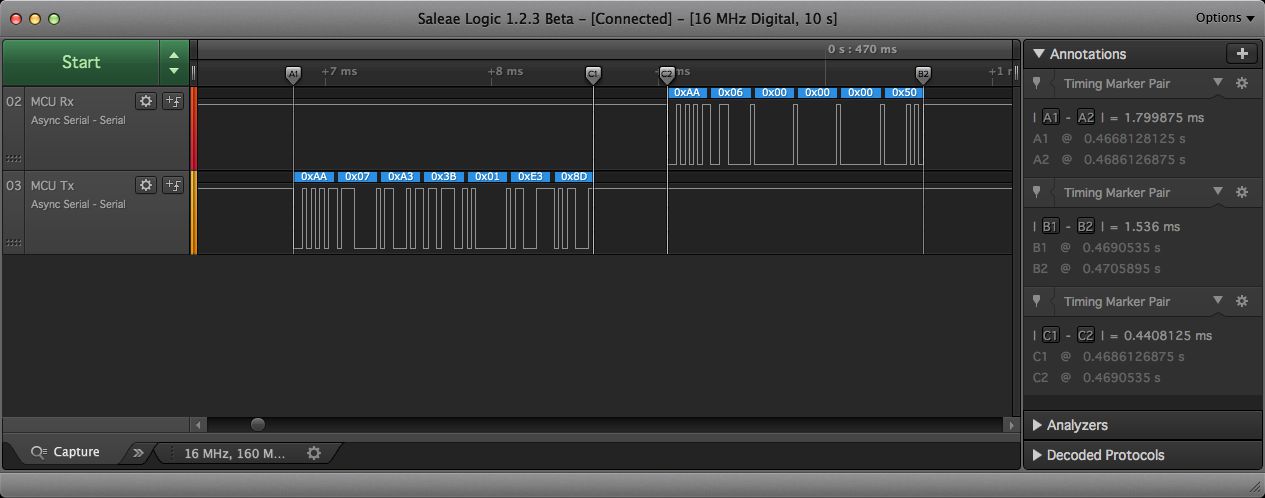 Saleae Logic 1.2.3 Beta – [Connected] – [16 MHz Digital, 10 s]
Options
Start
0 s : 470 ms
A1 +7 ms +8 ms C1 C2 ms B2 +1 m
02 MCU Rx
Async Serial - Serial
0xAA 0x06 0x00 0x00 0x00 0x50
03 MCU Tx
Async Serial - Serial
0xAA 0x07 0xA3 0x3B 0x01 0xE3 0x8D
Capture
16 MHz, 160 M...
Annotations
Timing Marker Pair
| A1 - A2 | = 1.799875 ms
A1 @ 0.4668128125 s
A2 @ 0.4686126875 s
Timing Marker Pair
| B1 - B2 | = 1.536 ms
B1 @ 0.4690535 s
B2 @ 0.4705895 s
Timing Marker Pair
| C1 - C2 | = 0.4408125 ms
C1 @ 0.4686126875 s
C2 @ 0.4690535 s
Analyzers
Decoded Protocols